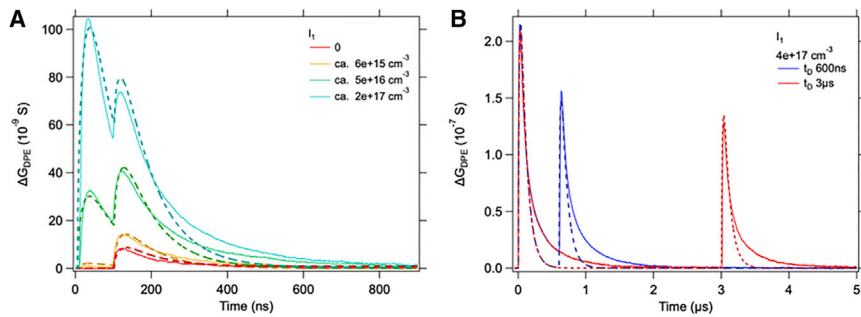 A
ΔG_DPE (10⁻⁹ S)
100
80
60
40
20
0
I₁
0
ca. 6e+15 cm⁻³
ca. 5e+16 cm⁻³
ca. 2e+17 cm⁻³
0 200 400 600 800
Time (ns)
B
ΔG_DPE (10⁻⁷ S)
2.0
1.5
1.0
0.5
0.0
I₁
4e+17 cm⁻³
t_D 600ns
t_D 3µs
0 1 2 3 4 5
Time (µs)